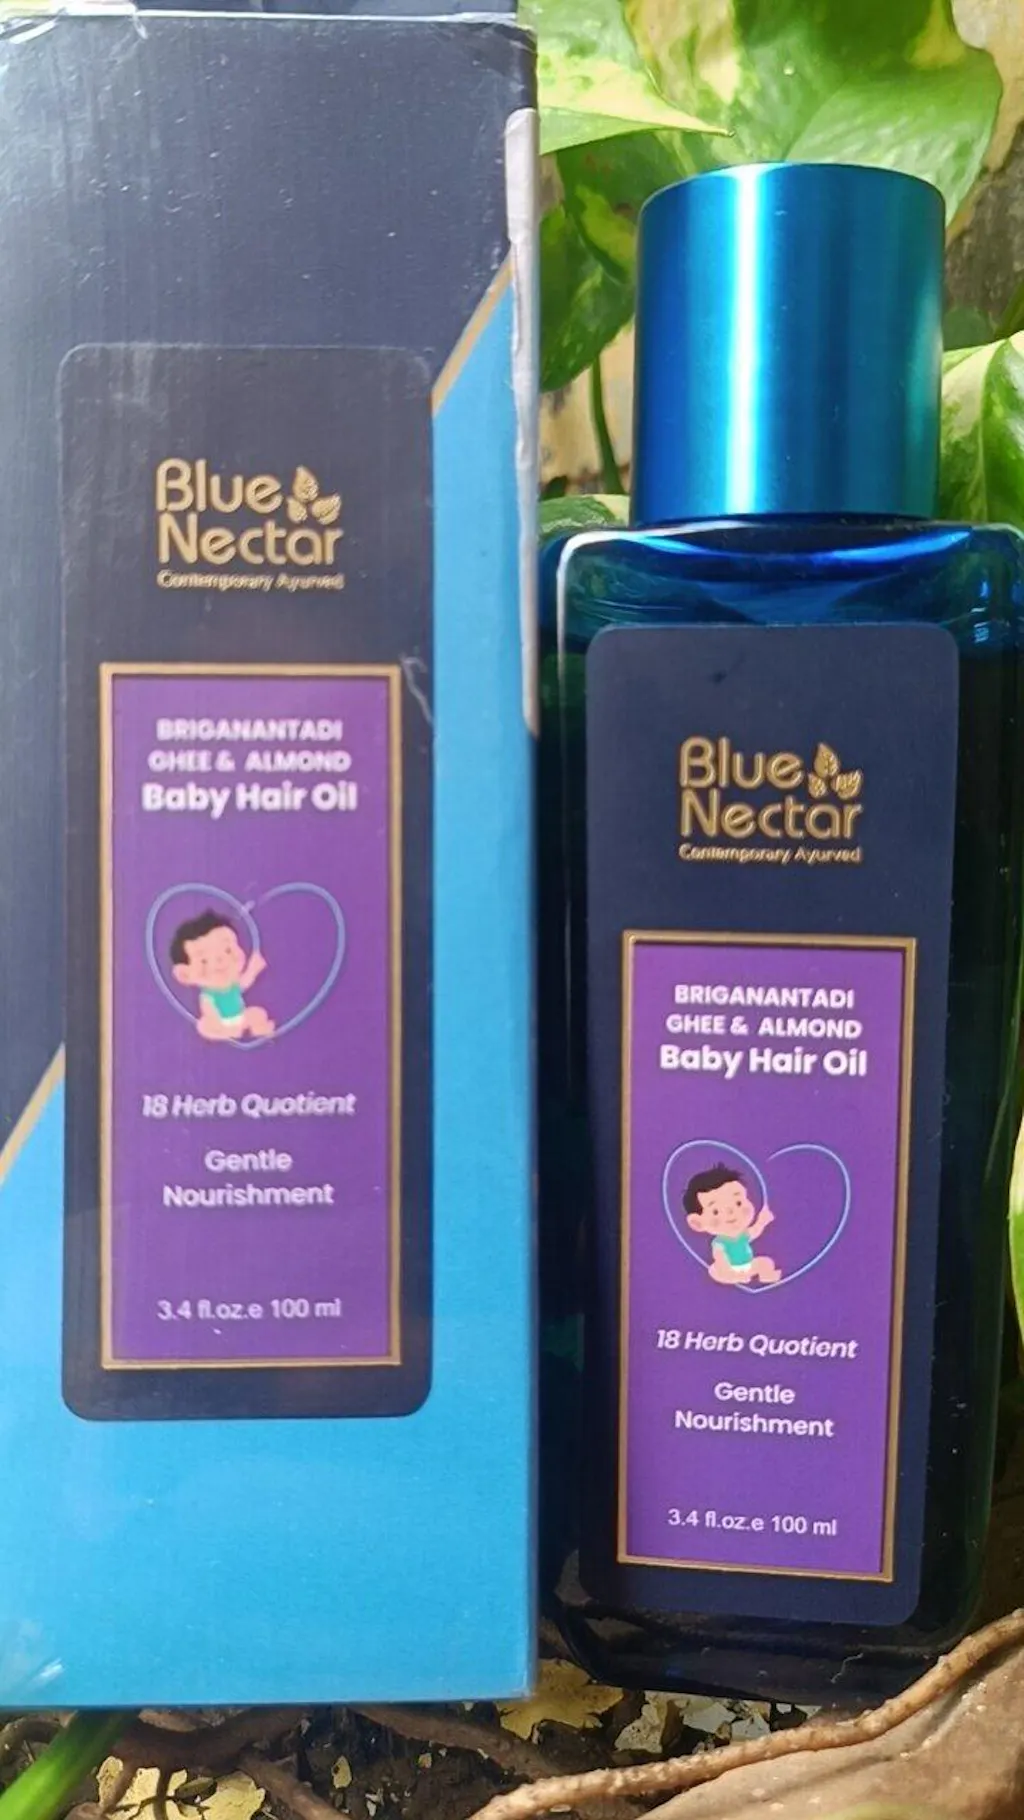 Blue
Nectar
Contemporary Ayurved
BRIGANANTADI
GHEE & ALMOND
Baby Hair Oil
18 Herb Quotient
Gentle
Nourishment
3.4 fl.oz.e 100 ml
Blue
Nectar
Contemporary Ayurved
BRIGANANTADI
GHEE & ALMOND
Baby Hair Oil
18 Herb Quotient
Gentle
Nourishment
3.4 fl.oz.e 100 ml